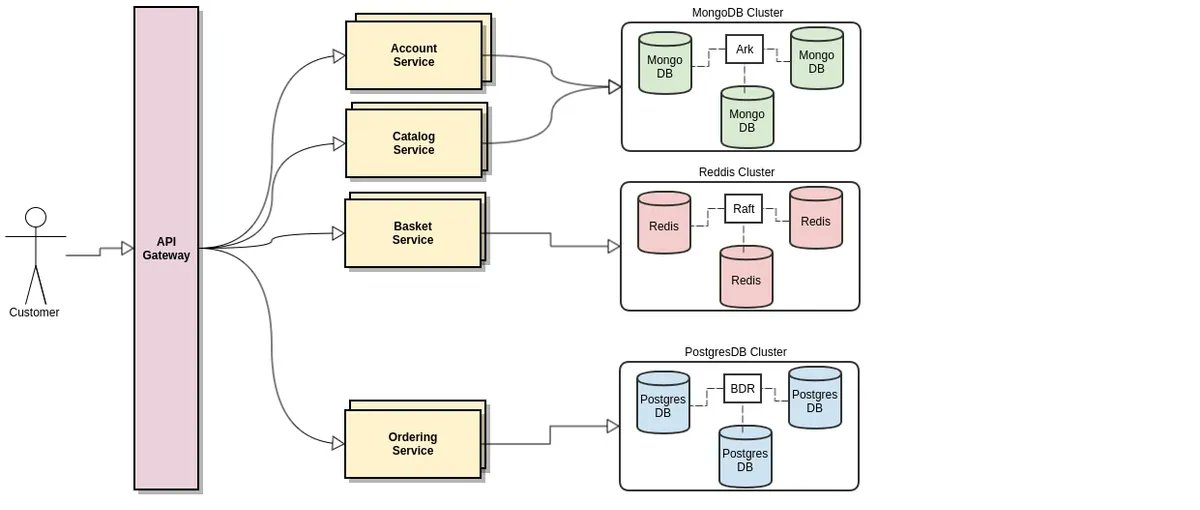 Customer
API
Gateway
Account
Service
Catalog
Service
Basket
Service
Ordering
Service
MongoDB Cluster
Mongo
DB
Ark
Mongo
DB
Mongo
DB
Reddis Cluster
Redis
Raft
Redis
Redis
PostgresDB Cluster
Postgres
DB
BDR
Postgres
DB
Postgres
DB